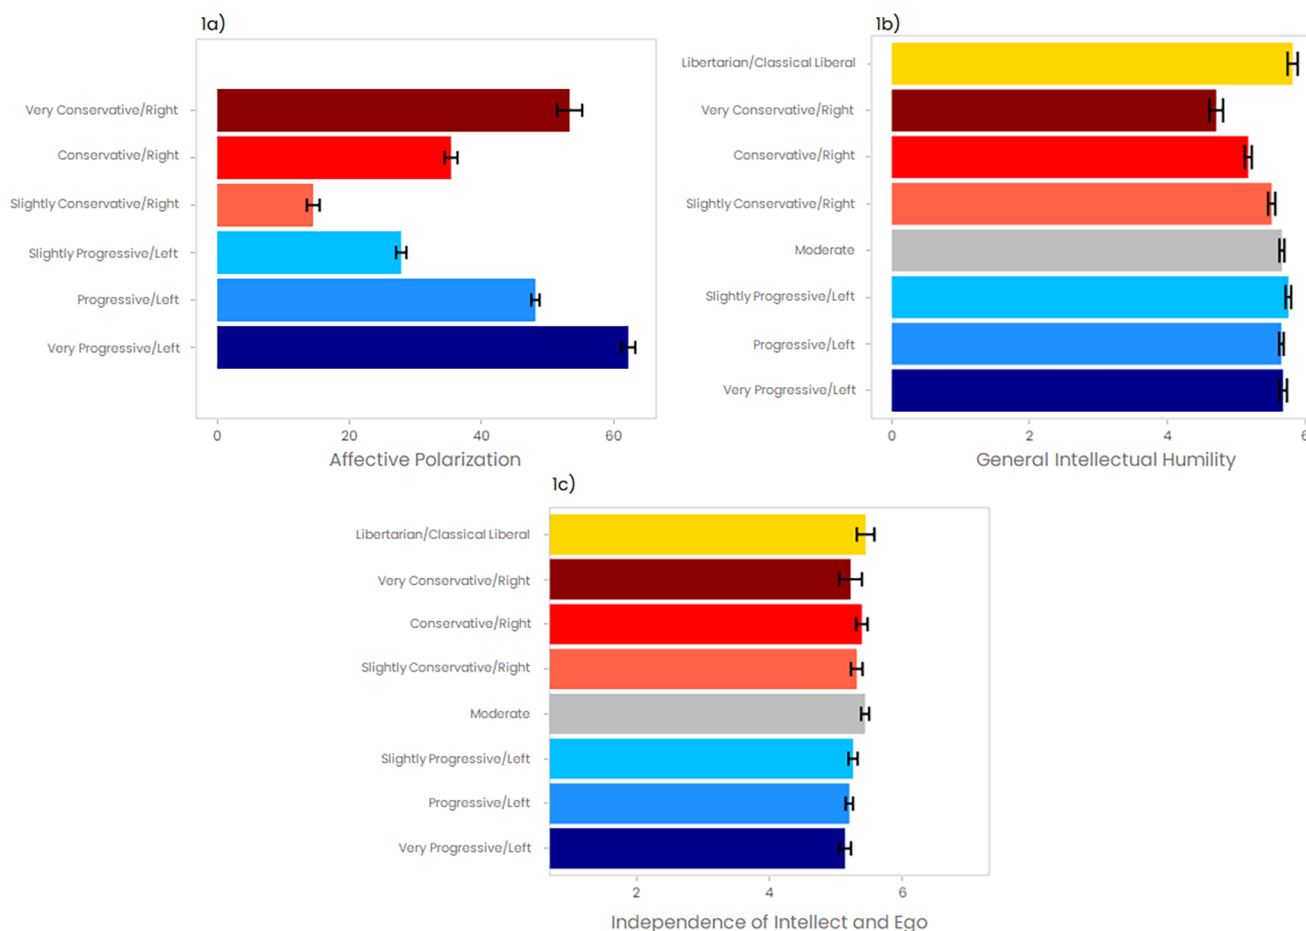 1a)
Very Conservative/Right
Conservative/Right
Slightly Conservative/Right
Slightly Progressive/Left
Progressive/Left
Very Progressive/Left
0 20 40 60
Affective Polarization
1b)
Libertarian/Classical Liberal
Very Conservative/Right
Conservative/Right
Slightly Conservative/Right
Moderate
Slightly Progressive/Left
Progressive/Left
Very Progressive/Left
0 2 4 6
General Intellectual Humility
1c)
Libertarian/Classical Liberal
Very Conservative/Right
Conservative/Right
Slightly Conservative/Right
Moderate
Slightly Progressive/Left
Progressive/Left
Very Progressive/Left
2 4 6
Independence of Intellect and Ego